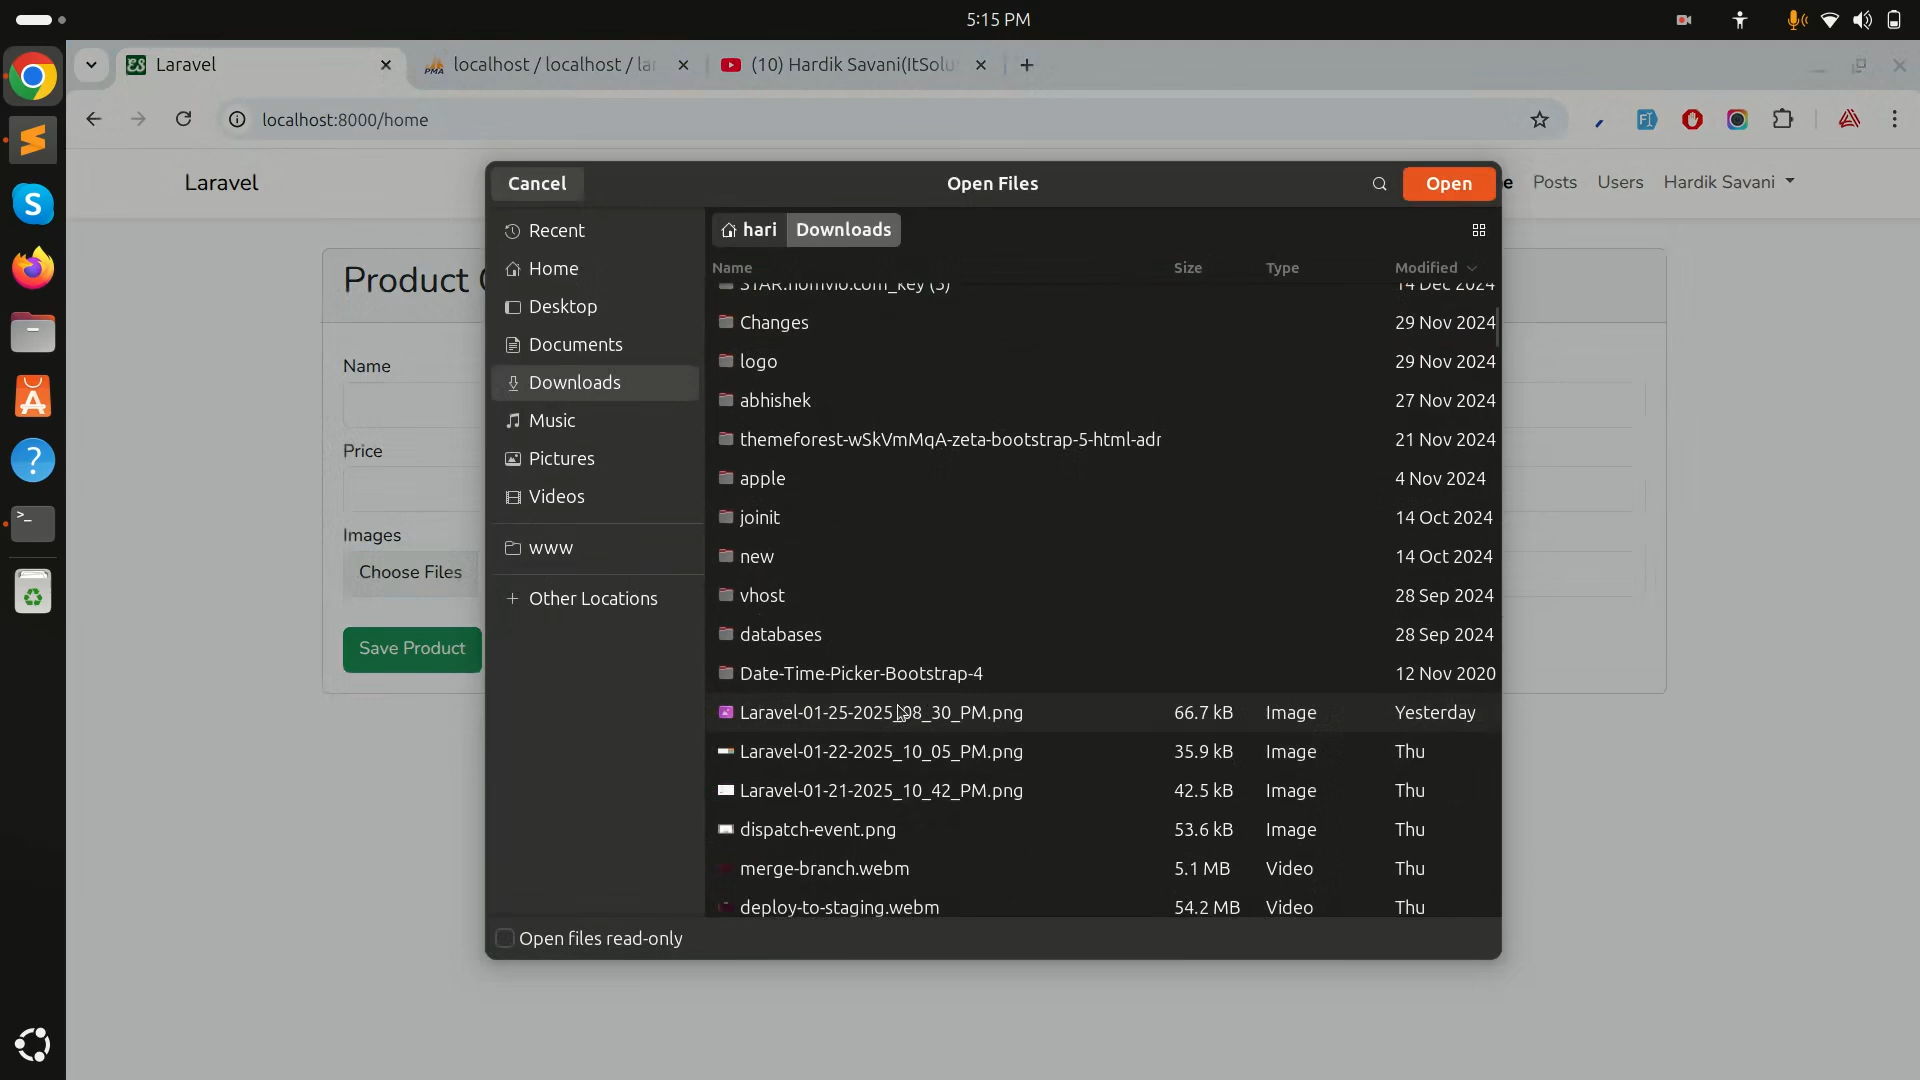 5:15 PM
Laravel
localhost / localhost / la
(10) Hardik Savani(ItSolu
localhost:8000/home
Laravel
Posts
Users
Hardik Savani
Product
Name
Price
Images
Choose Files
Save Product
Cancel
Open Files
Open
Recent
Home
Desktop
Documents
Downloads
Music
Pictures
Videos
www
Other Locations
hari
Downloads
Name Size Type Modified
STAR.nomvio.com_key (3) 14 Dec 2024
Changes 29 Nov 2024
logo 29 Nov 2024
abhishek 27 Nov 2024
themeforest-wSkVmMqA-zeta-bootstrap-5-html-adr 21 Nov 2024
apple 4 Nov 2024
joinit 14 Oct 2024
new 14 Oct 2024
vhost 28 Sep 2024
databases 28 Sep 2024
Date-Time-Picker-Bootstrap-4 12 Nov 2020
Laravel-01-25-2025_08_30_PM.png 66.7 kB Image Yesterday
Laravel-01-22-2025_10_05_PM.png 35.9 kB Image Thu
Laravel-01-21-2025_10_42_PM.png 42.5 kB Image Thu
dispatch-event.png 53.6 kB Image Thu
merge-branch.webm 5.1 MB Video Thu
deploy-to-staging.webm 54.2 MB Video Thu
Open files read-only